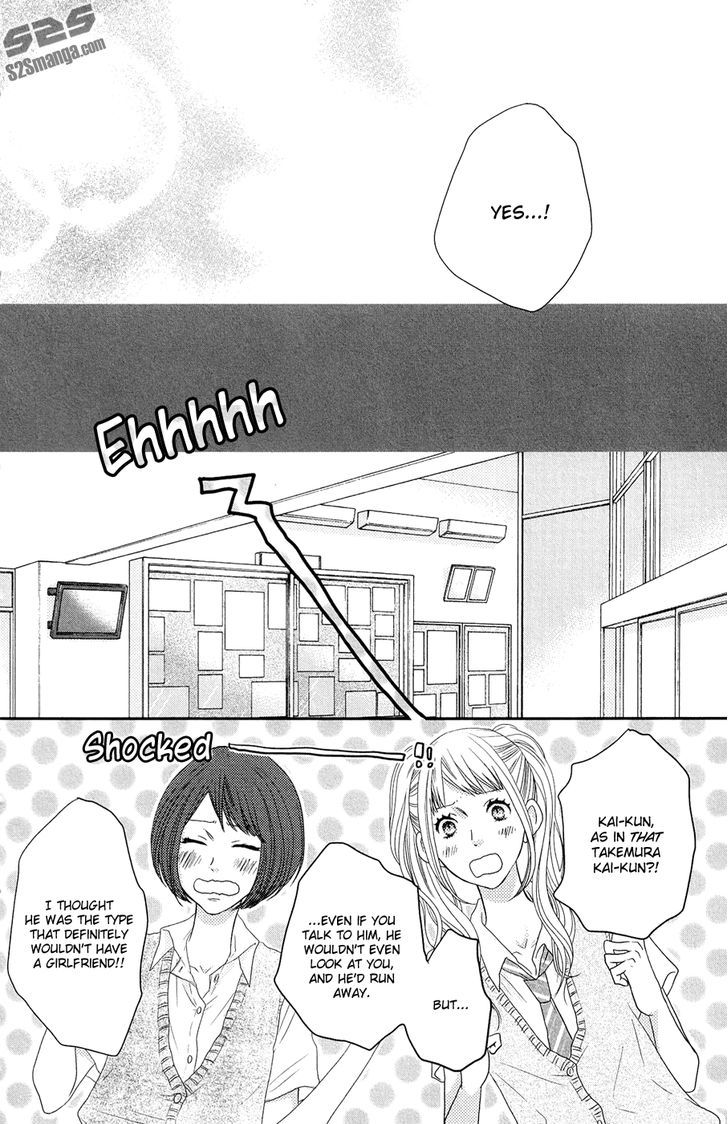 S2S
S2Smanga.com
YES...!
Ehhhhh
Shocked
!!
KAI-KUN,
AS IN THAT
TAKEMURA
KAI-KUN?!
BUT...
...EVEN IF YOU
TALK TO HIM, HE
WOULDN'T EVEN
LOOK AT YOU,
AND HE'D RUN
AWAY.
I THOUGHT
HE WAS THE TYPE
THAT DEFINITELY
WOULDN'T HAVE
A GIRLFRIEND!!